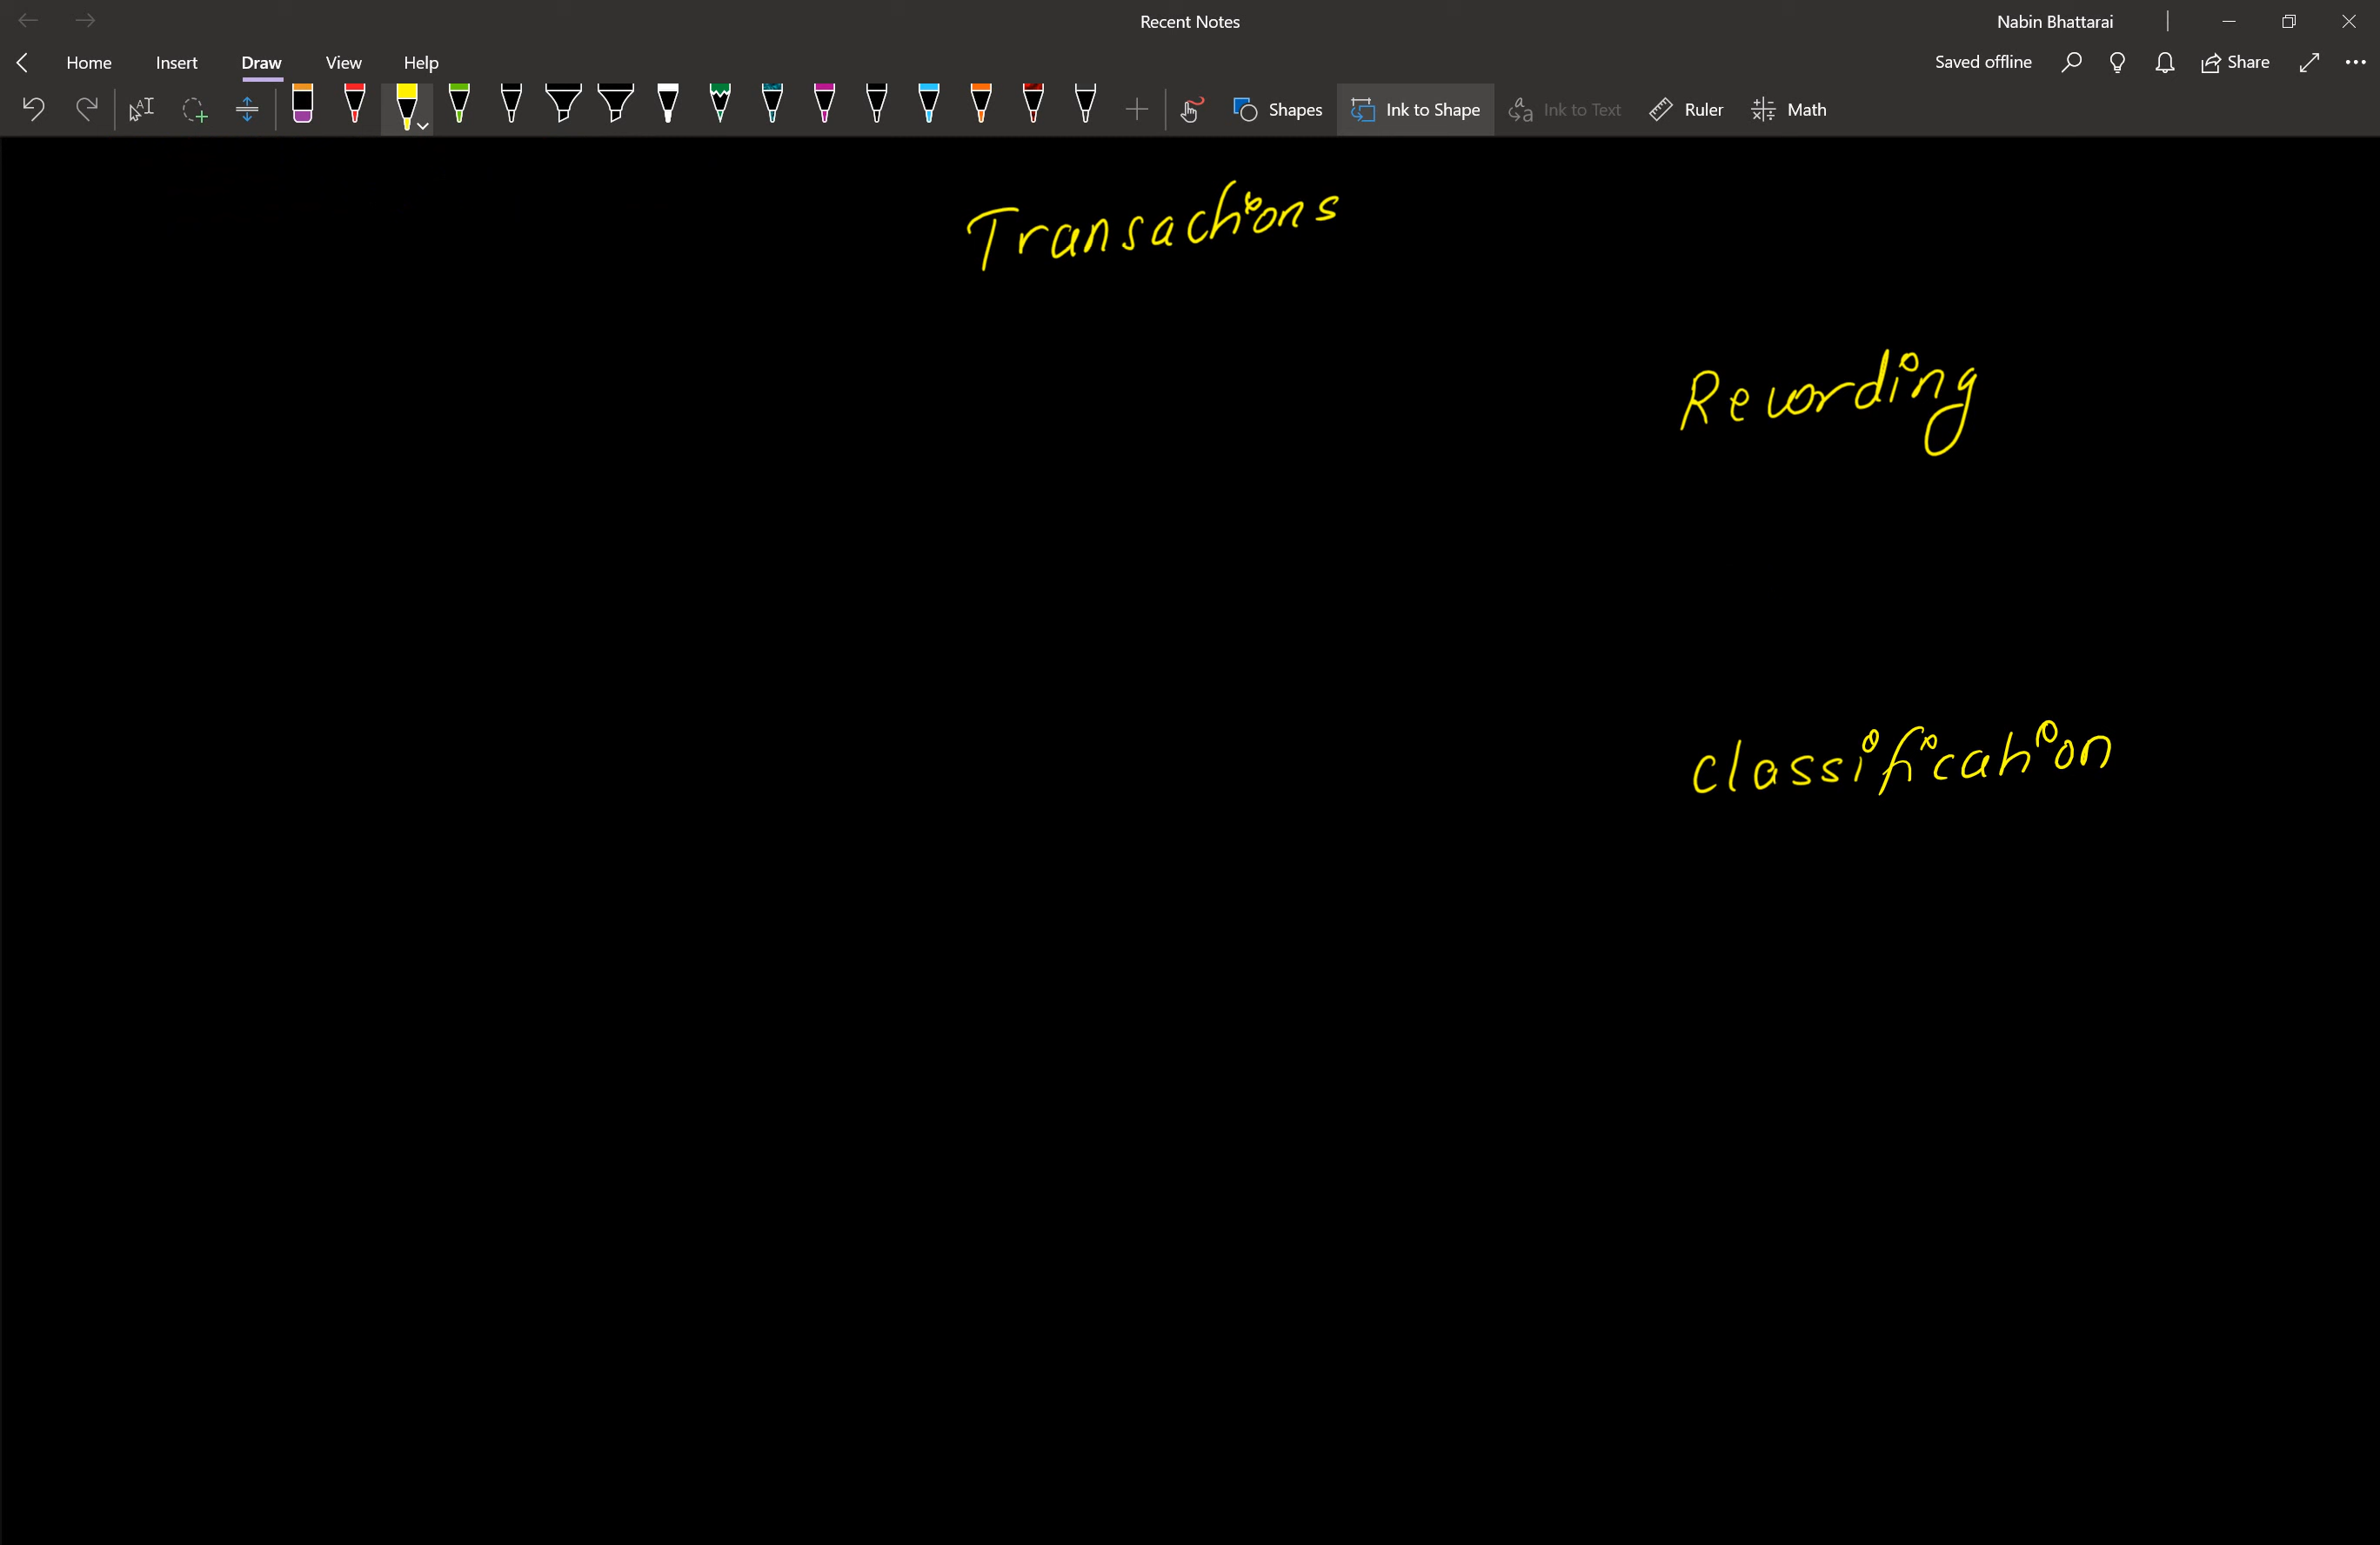 Recent Notes
Nabin Bhattarai
Home Insert Draw View Help
Saved offline Share
Shapes Ink to Shape Ink to Text Ruler Math
Transactions
Recording
classification